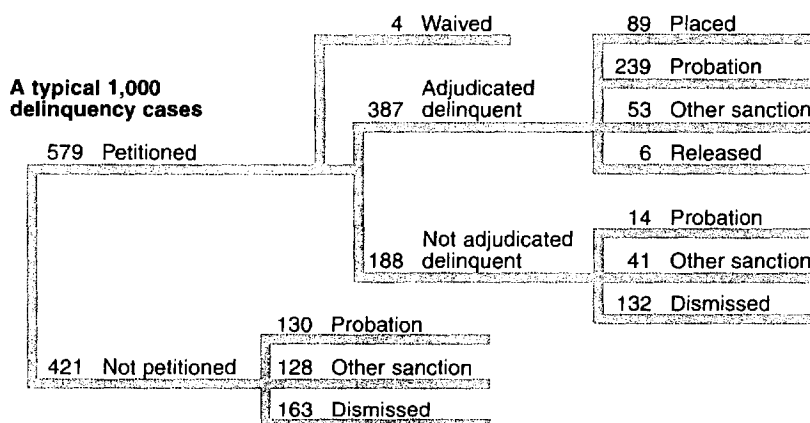 A typical 1,000
delinquency cases
579 Petitioned
4 Waived
387 Adjudicated
delinquent
89 Placed
239 Probation
53 Other sanction
6 Released
188 Not adjudicated
delinquent
14 Probation
41 Other sanction
132 Dismissed
421 Not petitioned
130 Probation
128 Other sanction
163 Dismissed